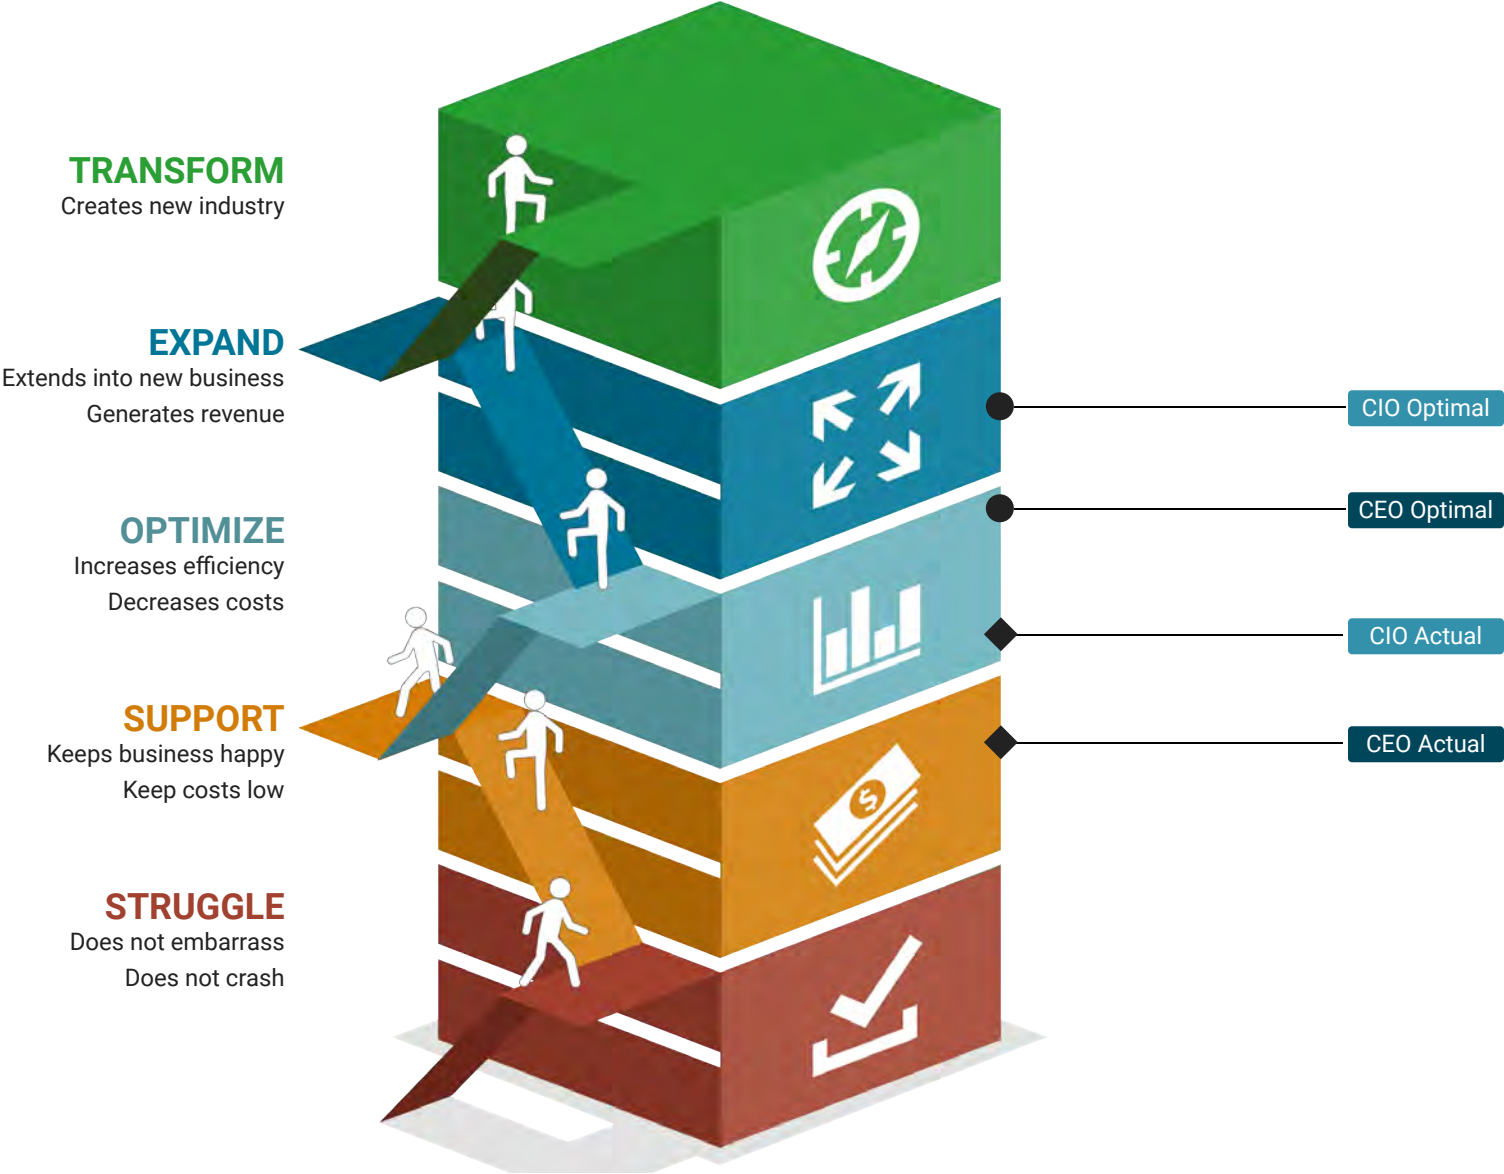 TRANSFORM
Creates new industry
EXPAND
Extends into new business
Generates revenue
CIO Optimal
CEO Optimal
OPTIMIZE
Increases efficiency
Decreases costs
CIO Actual
SUPPORT
Keeps business happy
Keep costs low
CEO Actual
$
STRUGGLE
Does not embarrass
Does not crash